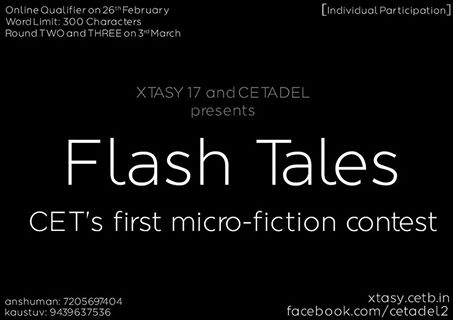 Online Qualifier on 26th February
Word Limit: 300 Characters
Round TWO and THREE on 3rd March
[Individual Participation]
XTASY 17 and CETADEL
presents
Flash Tales
CET's first micro-fiction contest
anshuman: 7205697404
kaustuv: 9439637536
xtasy.cetb.in
facebook.com/cetadel2